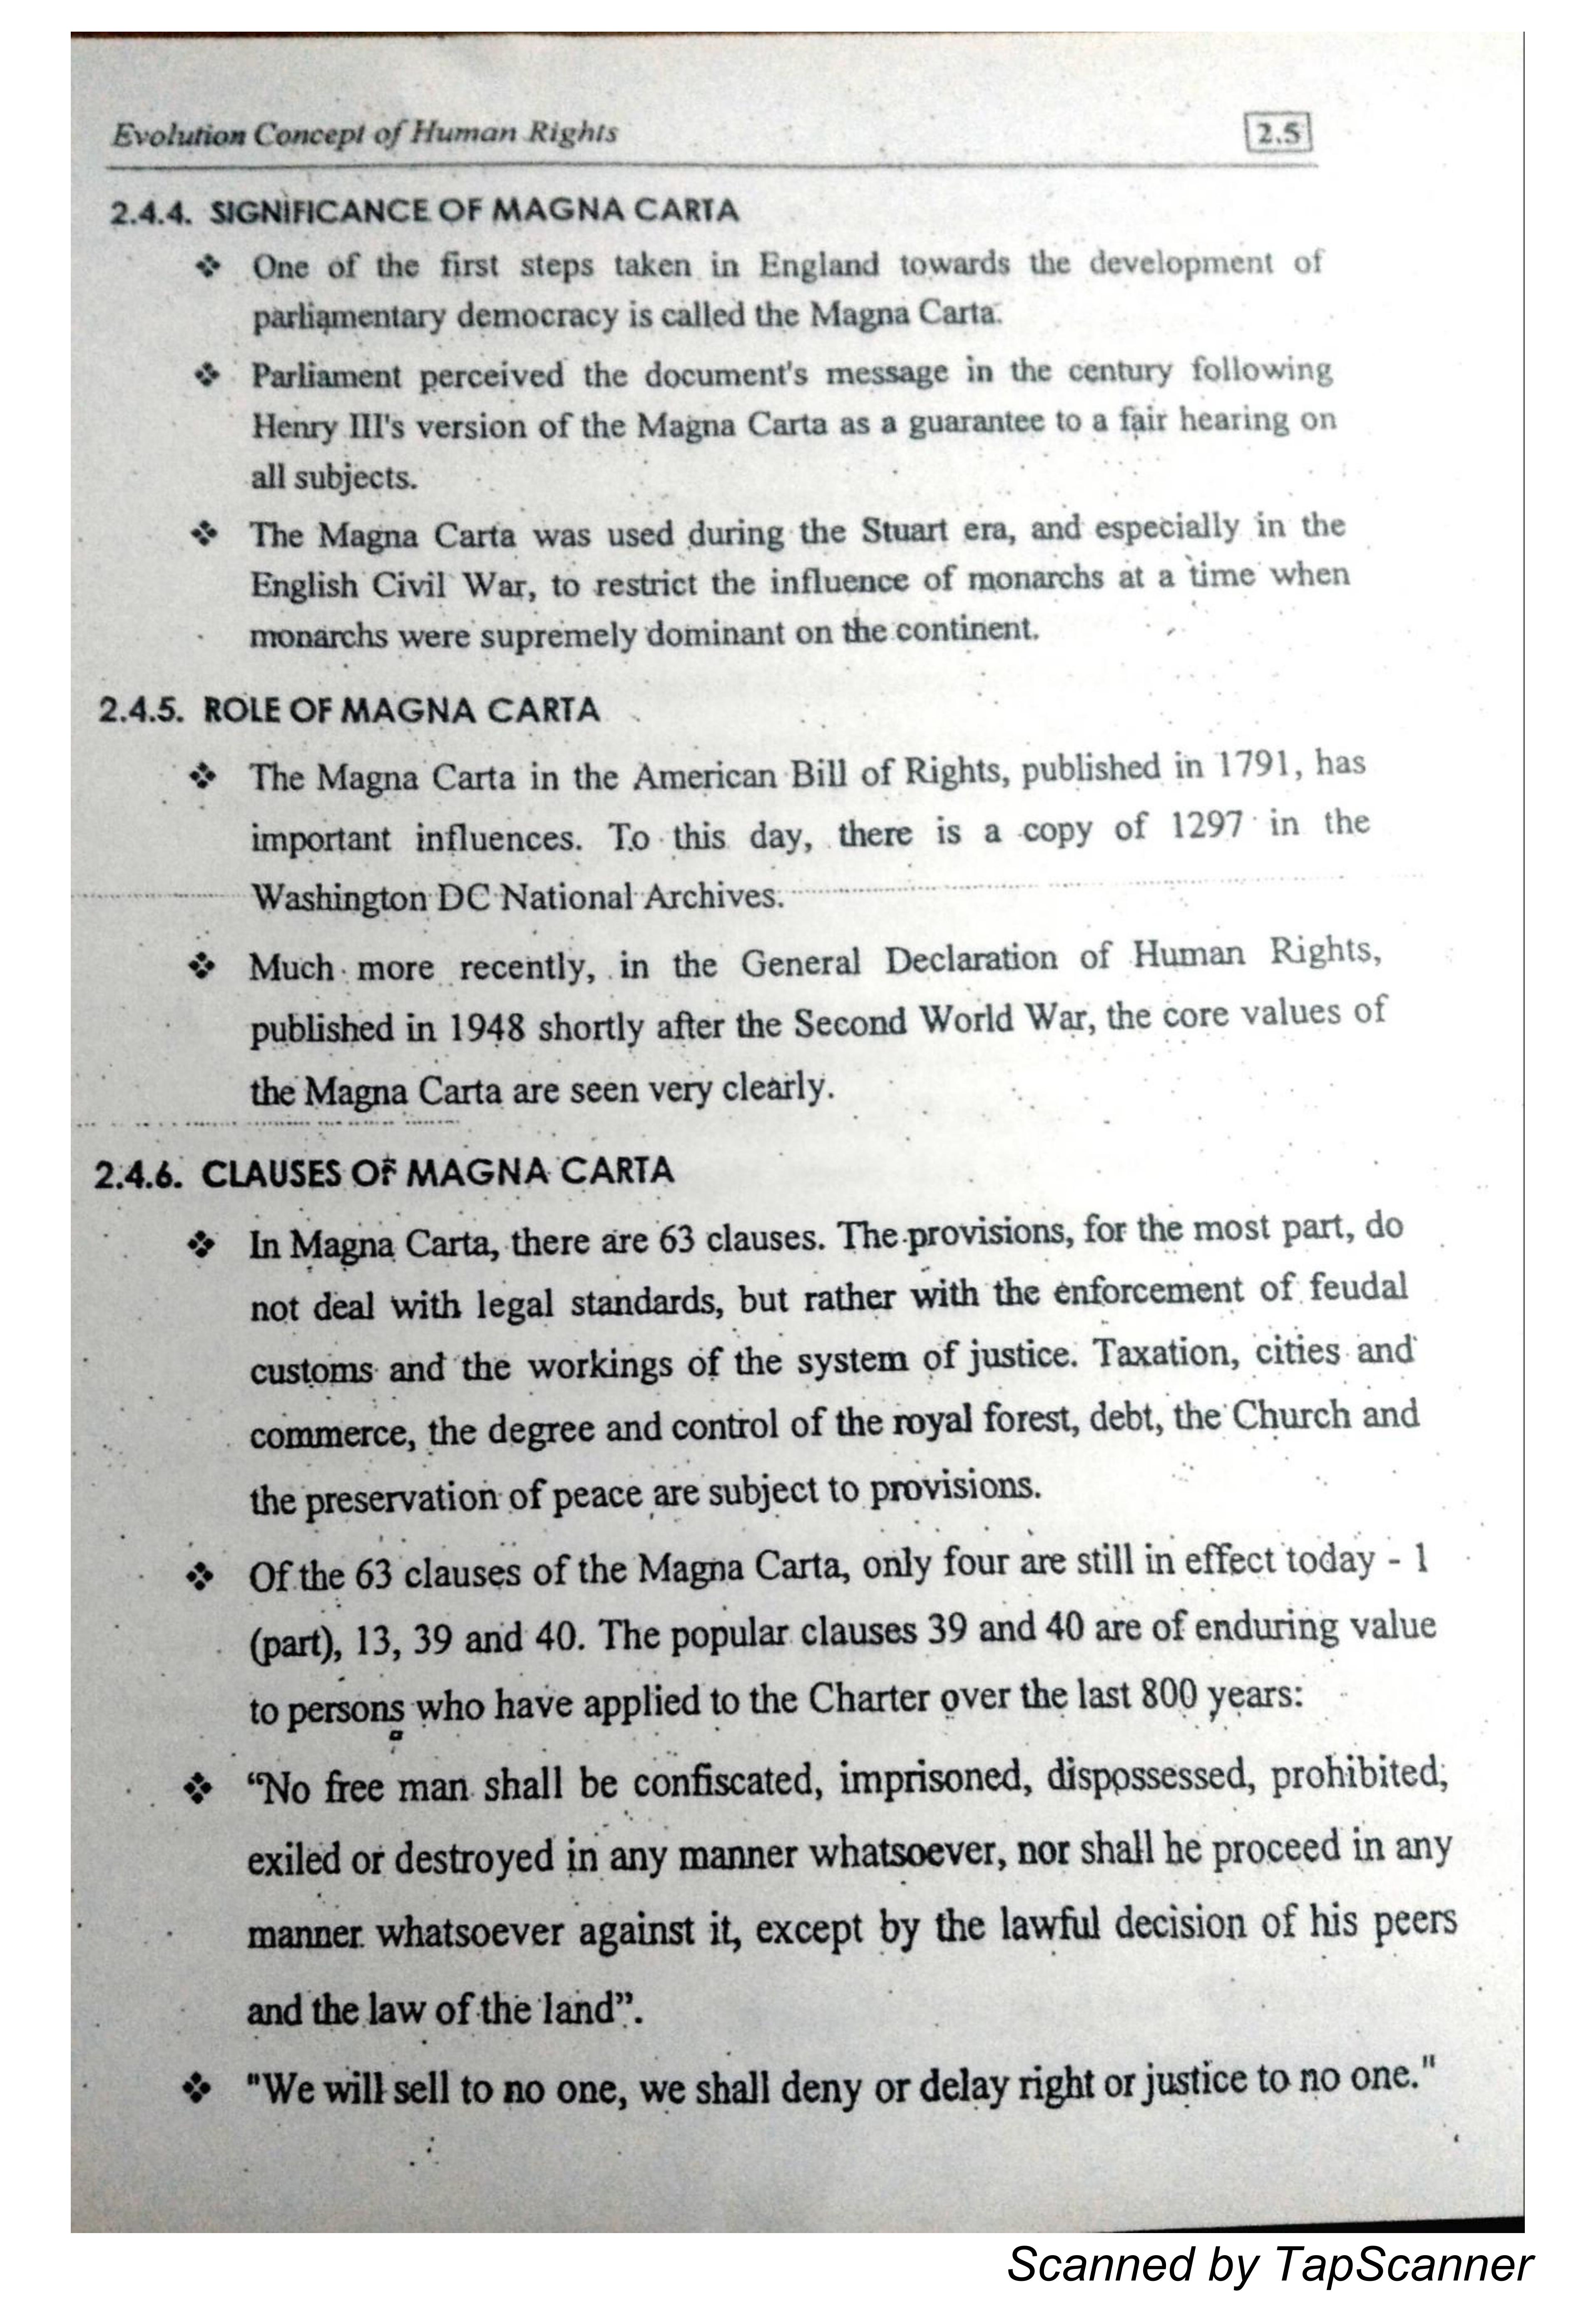 Evolution Concept of Human Rights 2.5
2.4.4. SIGNIFICANCE OF MAGNA CARTA
❖ One of the first steps taken in England towards the development of
parliamentary democracy is called the Magna Carta.
❖ Parliament perceived the document's message in the century following
Henry III's version of the Magna Carta as a guarantee to a fair hearing on
all subjects.
❖ The Magna Carta was used during the Stuart era, and especially in the
English Civil War, to restrict the influence of monarchs at a time when
monarchs were supremely dominant on the continent.
2.4.5. ROLE OF MAGNA CARTA
❖ The Magna Carta in the American Bill of Rights, published in 1791, has
important influences. To this day, there is a copy of 1297 in the
Washington DC National Archives.
❖ Much more recently, in the General Declaration of Human Rights,
published in 1948 shortly after the Second World War, the core values of
the Magna Carta are seen very clearly.
2.4.6. CLAUSES OF MAGNA CARTA
❖ In Magna Carta, there are 63 clauses. The provisions, for the most part, do
not deal with legal standards, but rather with the enforcement of feudal
customs and the workings of the system of justice. Taxation, cities and
commerce, the degree and control of the royal forest, debt, the Church and
the preservation of peace are subject to provisions.
❖ Of the 63 clauses of the Magna Carta, only four are still in effect today - 1
(part), 13, 39 and 40. The popular clauses 39 and 40 are of enduring value
to persons who have applied to the Charter over the last 800 years:
❖ “No free man shall be confiscated, imprisoned, dispossessed, prohibited,
exiled or destroyed in any manner whatsoever, nor shall he proceed in any
manner whatsoever against it, except by the lawful decision of his peers
and the law of the land”.
❖ "We will sell to no one, we shall deny or delay right or justice to no one."
Scanned by TapScanner